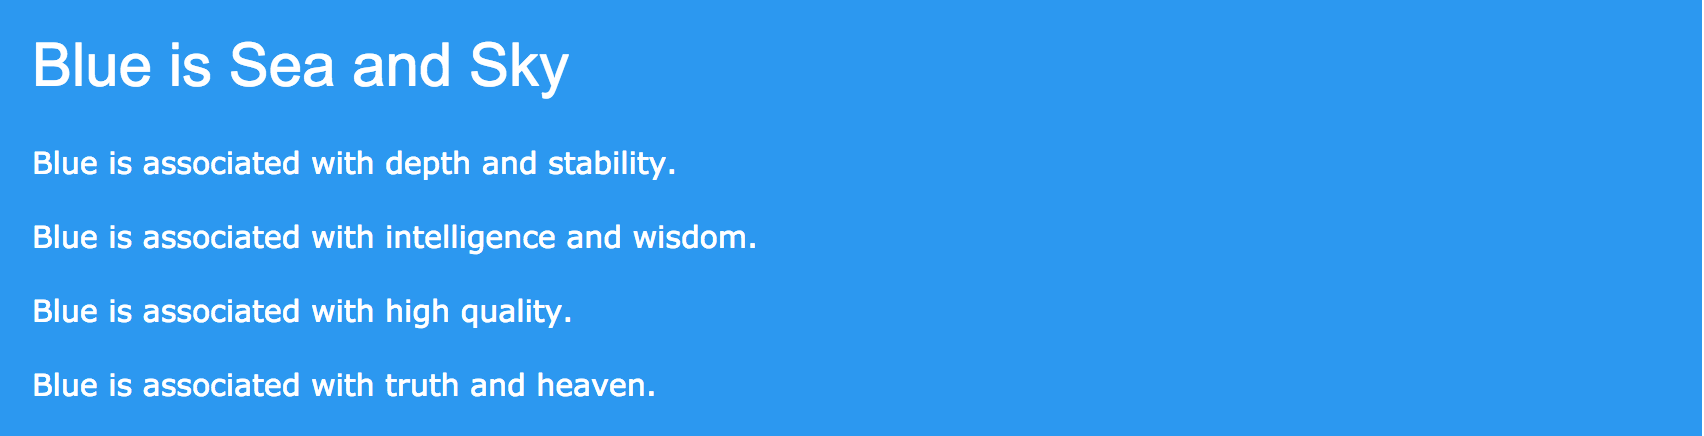 Blue is Sea and Sky
Blue is associated with depth and stability.
Blue is associated with intelligence and wisdom.
Blue is associated with high quality.
Blue is associated with truth and heaven.